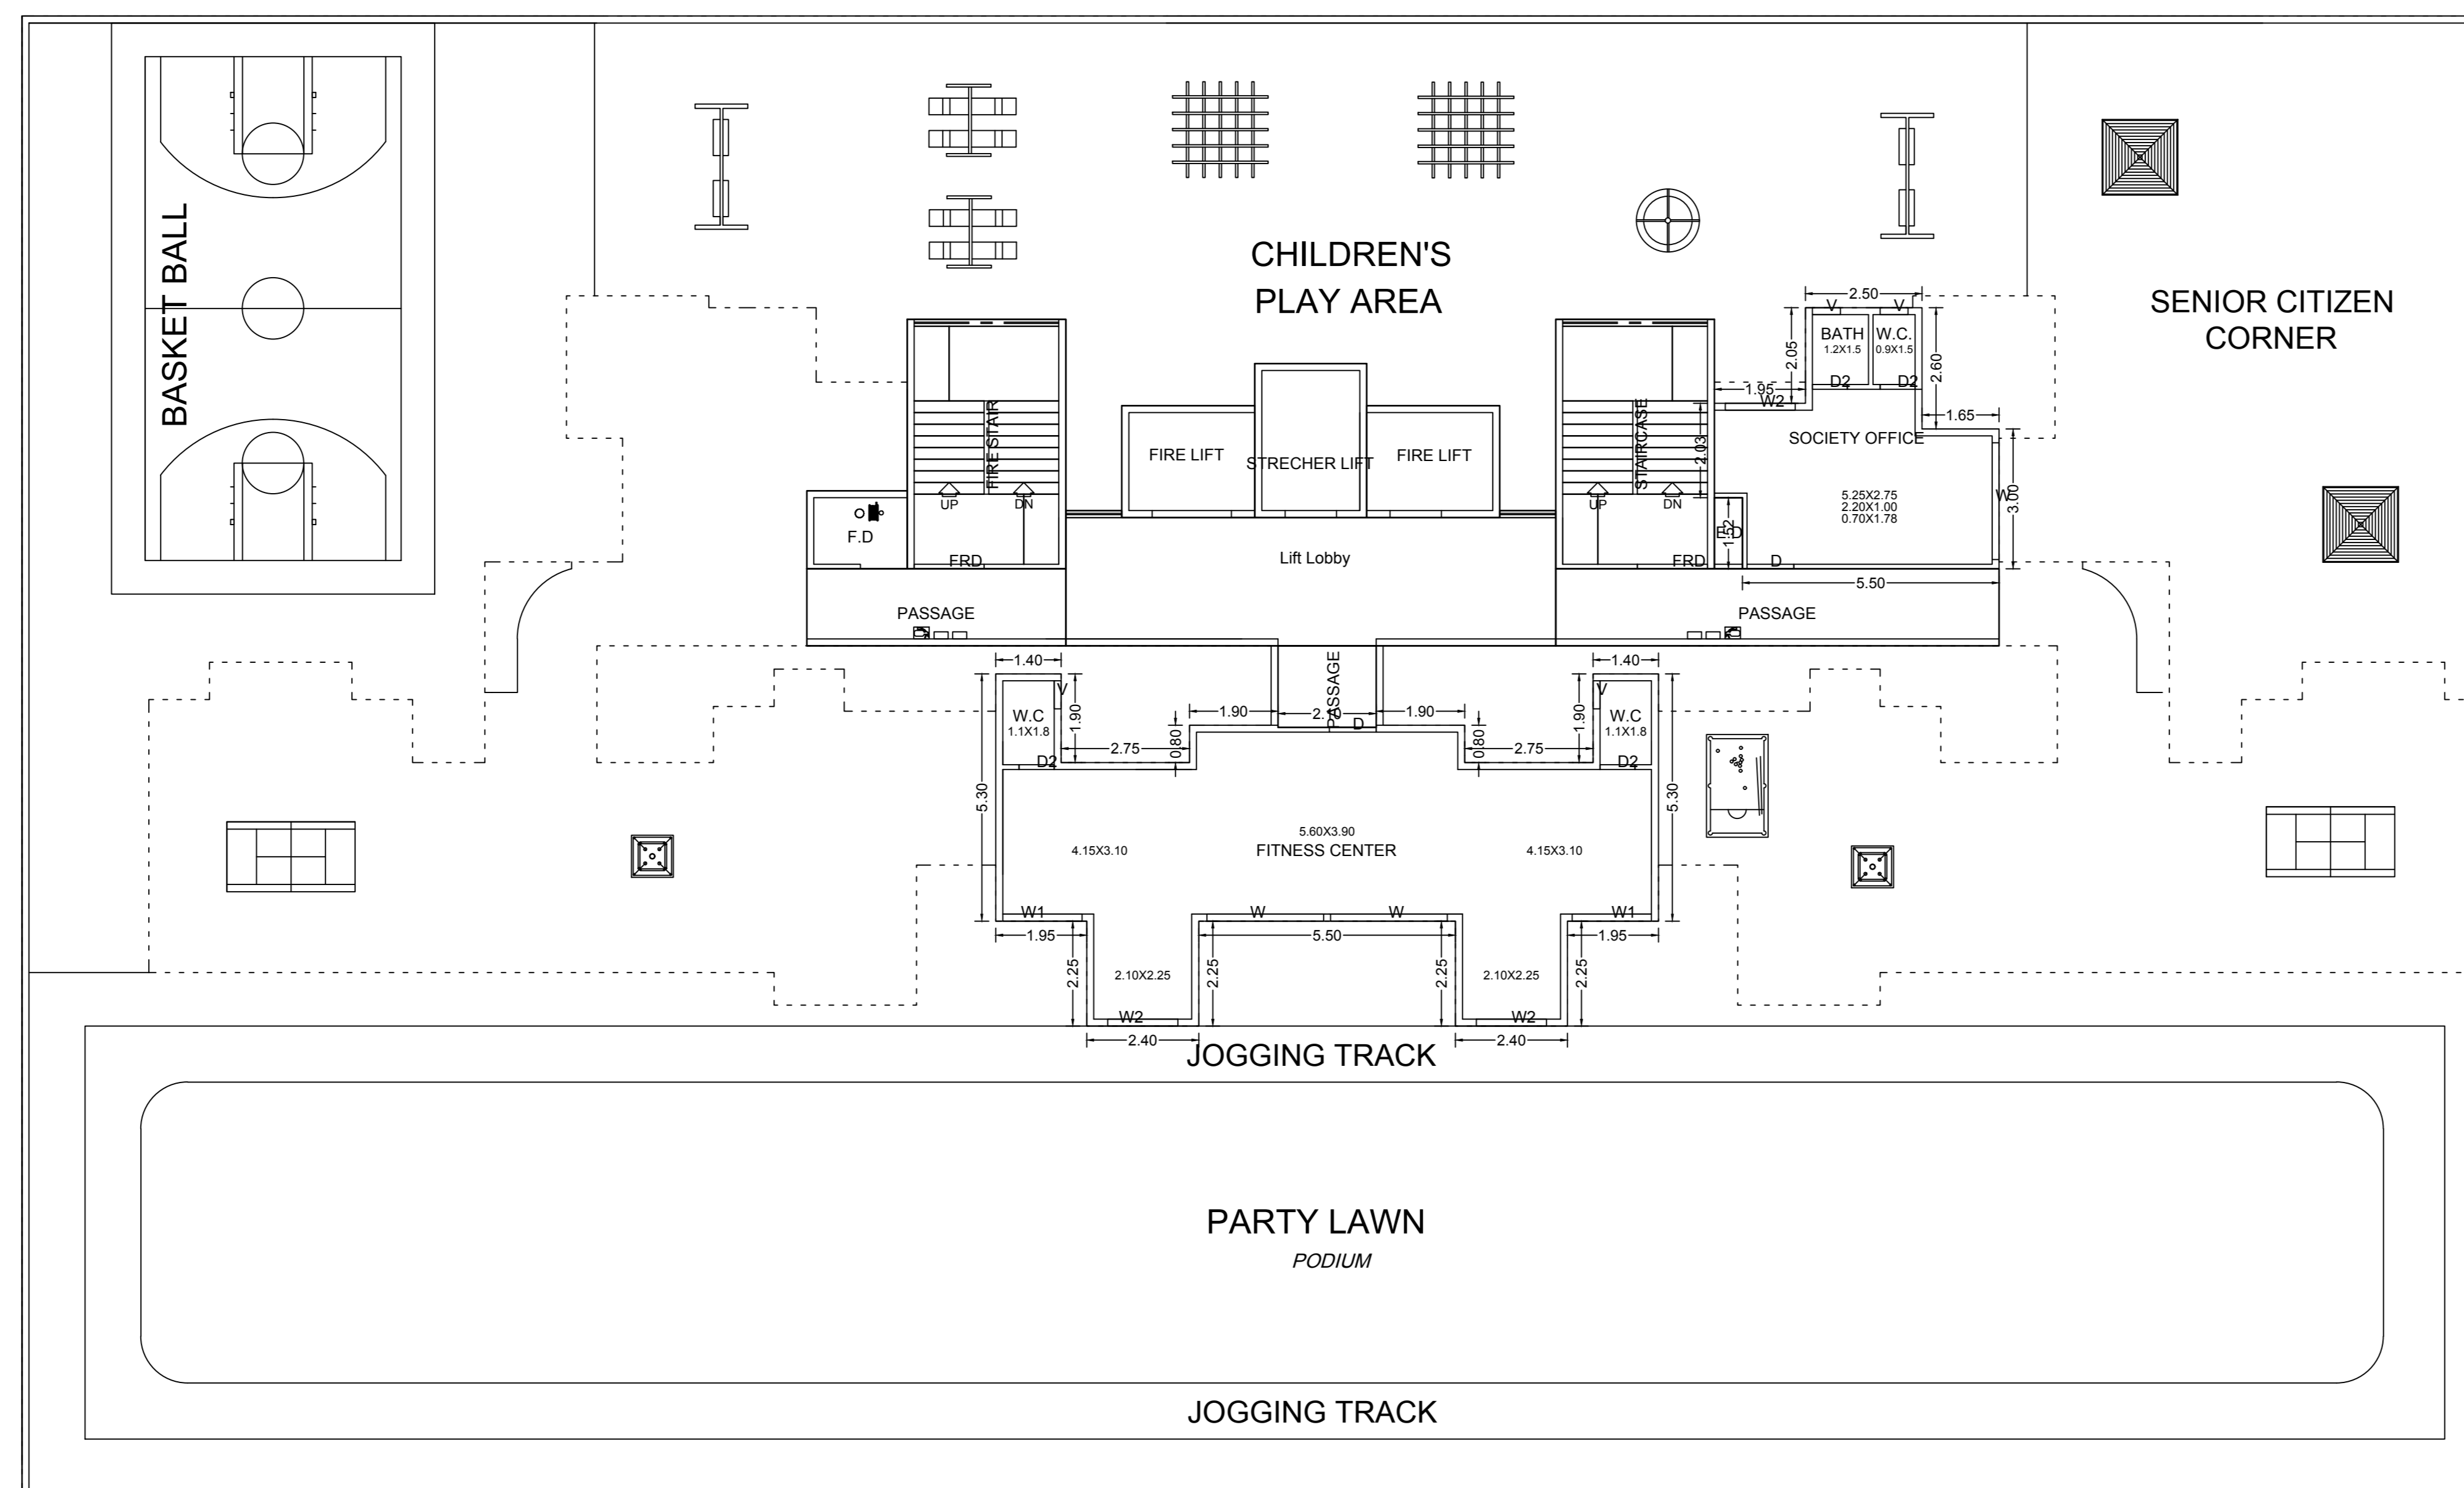 BASKET BALL
CHILDREN'S
PLAY AREA
SENIOR CITIZEN
CORNER
2.50
V
V
BATH
1.2X1.5
W.C.
0.9X1.5
2.05
2.60
D2
D2
1.95
W2
1.65
SOCIETY OFFICE
FIRE STAIR
STAIRCASE
2.03
FIRE LIFT
STRECHER LIFT
FIRE LIFT
5.25X2.75
2.20X1.00
0.70X1.78
W
3.00
UP
DN
UP
DN
F.D
1.52
Lift Lobby
FRD
FRD
D
5.50
PASSAGE
PASSAGE
1.40
1.40
PASSAGE
V
V
W.C
1.1X1.8
1.90
1.90
2.10
D
1.90
1.90
W.C
1.1X1.8
0.80
0.80
2.75
2.75
D2
D2
5.30
5.30
5.60X3.90
4.15X3.10
FITNESS CENTER
4.15X3.10
W1
W
W
W1
1.95
5.50
1.95
2.25
2.10X2.25
2.25
2.25
2.10X2.25
2.25
W2
W2
2.40
2.40
JOGGING TRACK
PARTY LAWN
PODIUM
JOGGING TRACK